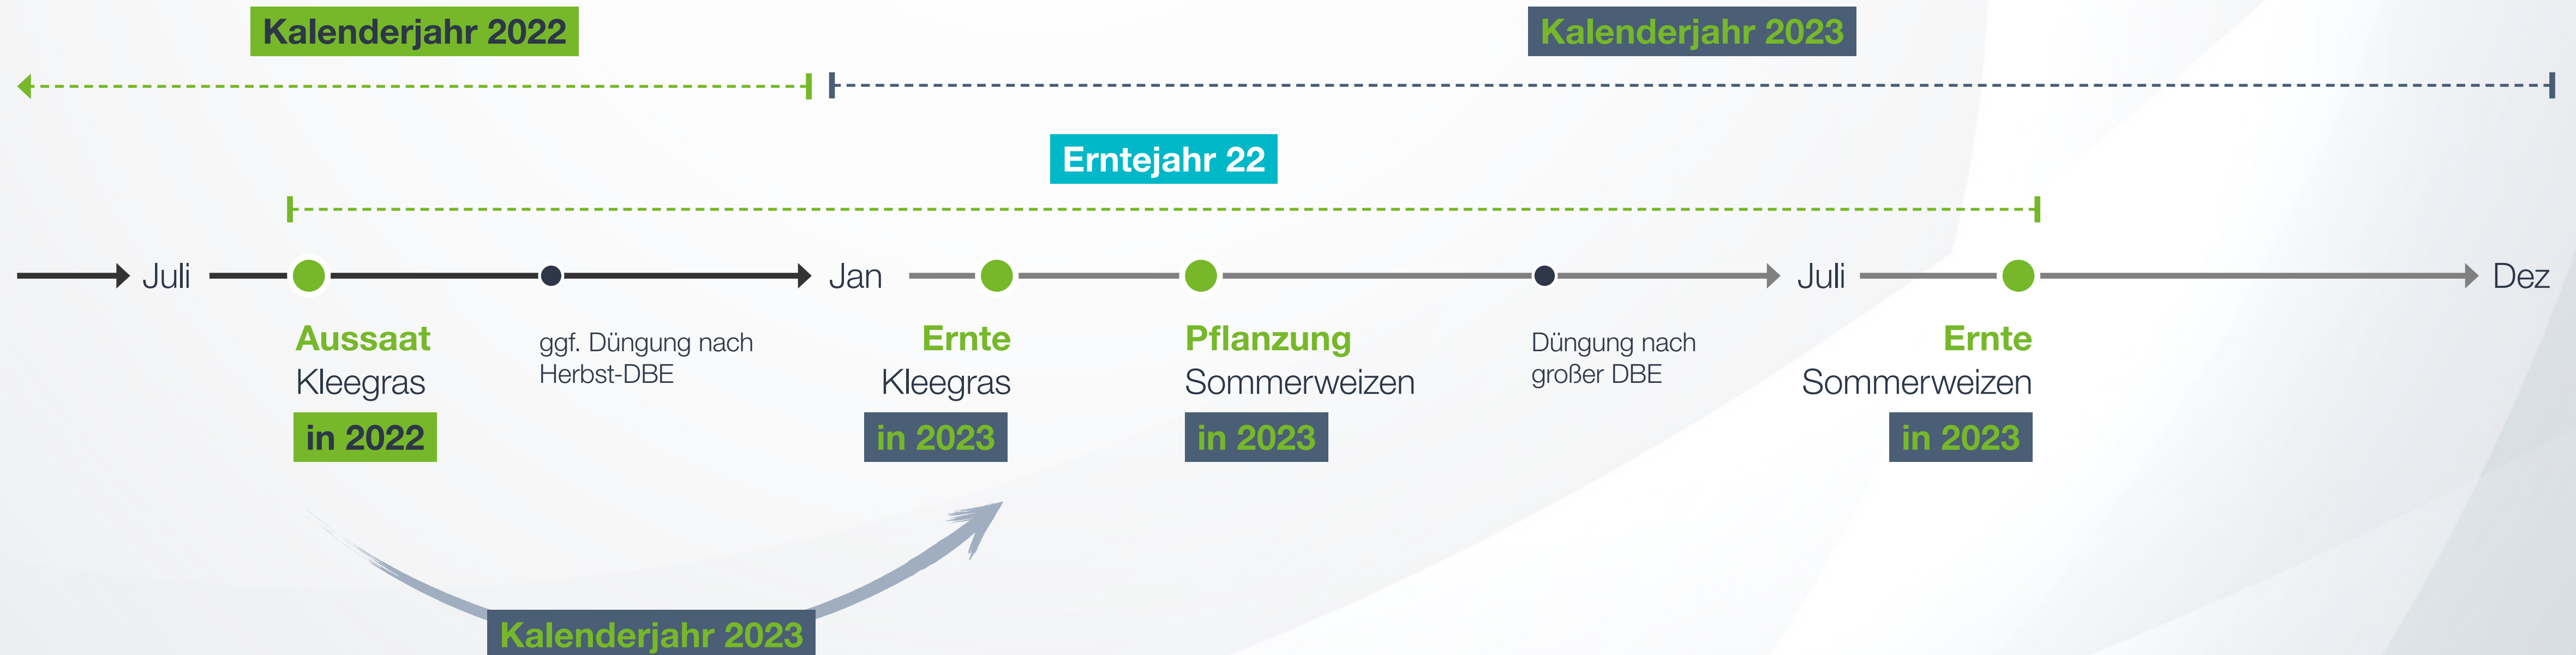 Kalenderjahr 2022
Kalenderjahr 2023
Erntejahr 22
Juli
Jan
Juli
Dez
Aussaat
Kleegras
in 2022
ggf. Düngung nach
Herbst-DBE
Ernte
Kleegras
in 2023
Pflanzung
Sommerweizen
in 2023
Düngung nach
großer DBE
Ernte
Sommerweizen
in 2023
Kalenderjahr 2023